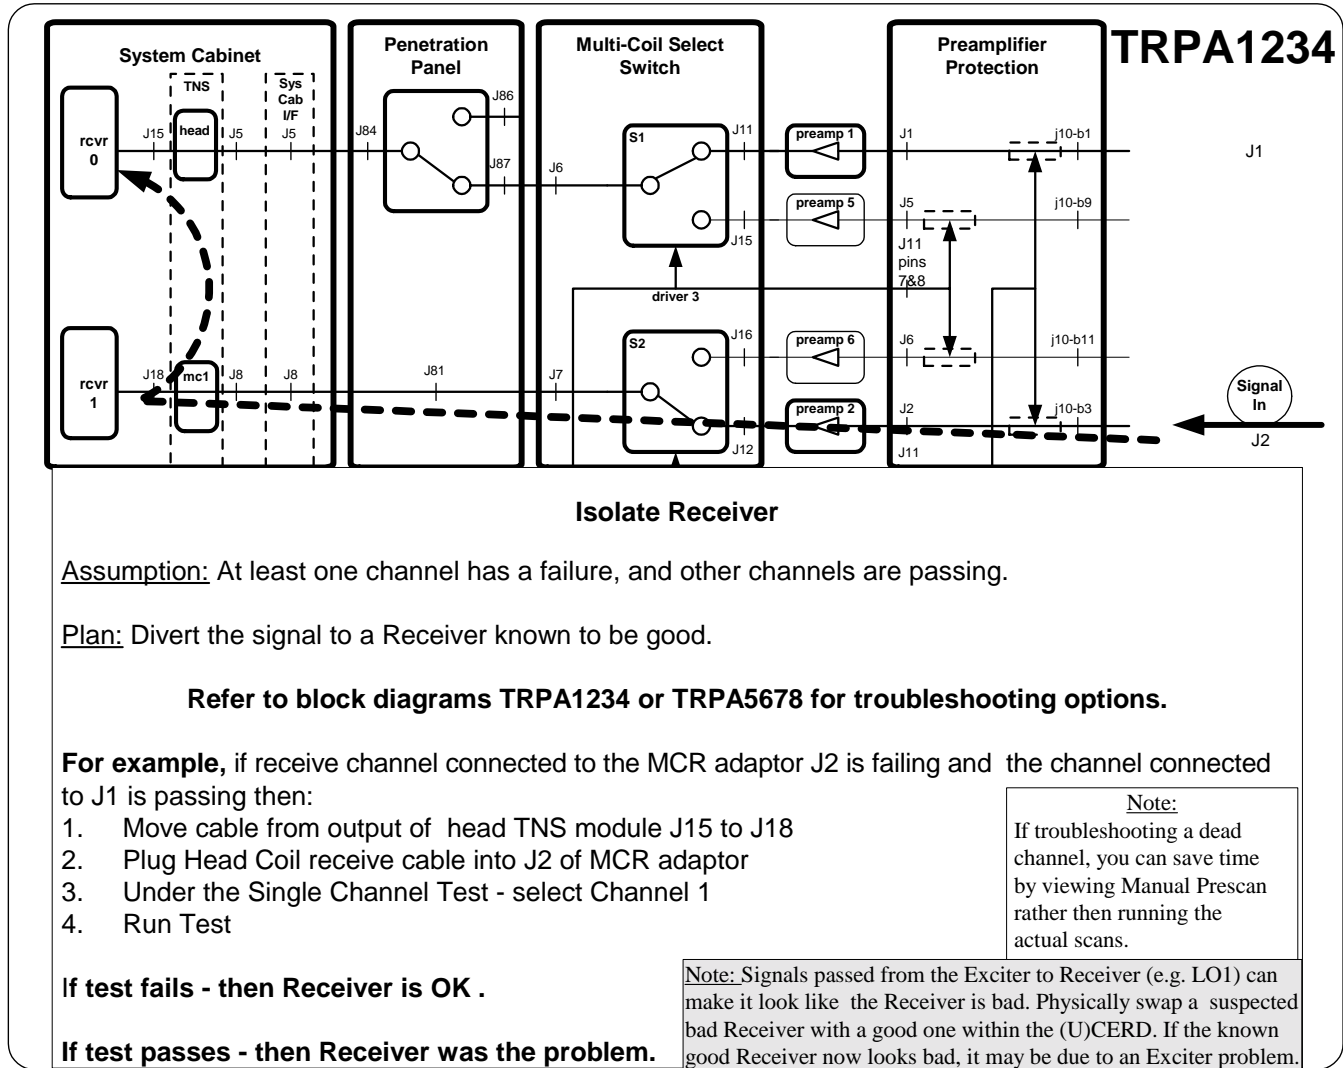 TRPA1234
System Cabinet
Penetration
Panel
Multi-Coil Select
Switch
Preamplifier
Protection
TNS
Sys
Cab
I/F
rcvr
0
J15
head
J5
J5
J84
J86
J87
J6
S1
J11
preamp 1
J1
j10-b1
J1
J15
preamp 5
J5
j10-b9
J11
pins
7&8
driver 3
rcvr
1
J18
mc1
J8
J8
J81
J7
S2
J16
preamp 6
J6
j10-b11
J12
preamp 2
J2
j10-b3
J11
Signal
In
J2
Isolate Receiver
Assumption: At least one channel has a failure, and other channels are passing.
Plan: Divert the signal to a Receiver known to be good.
Refer to block diagrams TRPA1234 or TRPA5678 for troubleshooting options.
For example, if receive channel connected to the MCR adaptor J2 is failing and the channel connected
to J1 is passing then:
1. Move cable from output of head TNS module J15 to J18
2. Plug Head Coil receive cable into J2 of MCR adaptor
3. Under the Single Channel Test - select Channel 1
4. Run Test
If test fails - then Receiver is OK .
If test passes - then Receiver was the problem.
Note:
If troubleshooting a dead
channel, you can save time
by viewing Manual Prescan
rather then running the
actual scans.
Note: Signals passed from the Exciter to Receiver (e.g. LO1) can
make it look like the Receiver is bad. Physically swap a suspected
bad Receiver with a good one within the (U)CERD. If the known
good Receiver now looks bad, it may be due to an Exciter problem.